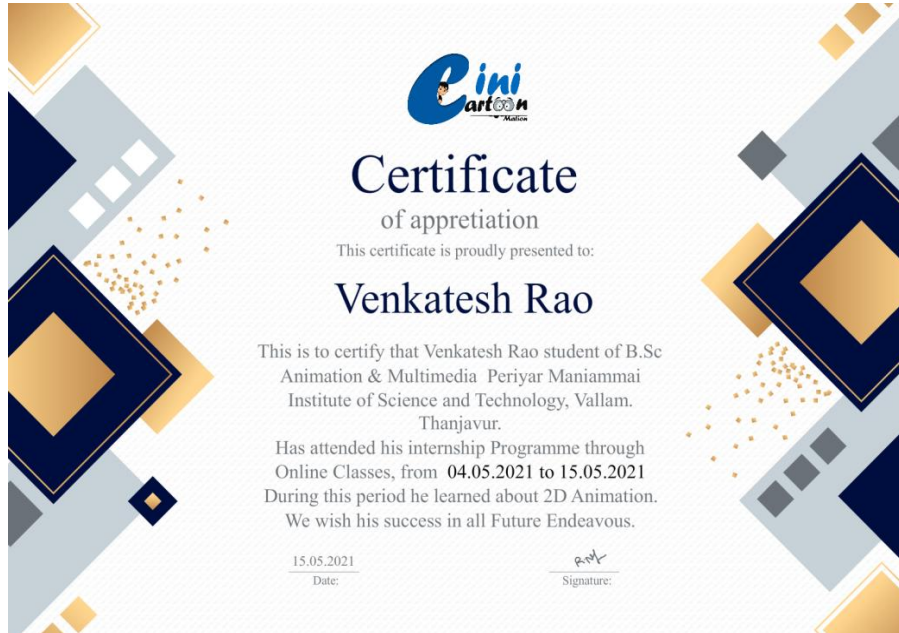 Cini
Cartoon
Motion
Certificate
of appretiation
This certificate is proudly presented to:
Venkatesh Rao
This is to certify that Venkatesh Rao student of B.Sc
Animation & Multimedia Periyar Maniammai
Institute of Science and Technology, Vallam.
Thanjavur.
Has attended his internship Programme through
Online Classes, from 04.05.2021 to 15.05.2021
During this period he learned about 2D Animation.
We wish his success in all Future Endeavous.
15.05.2021
Date:
Signature: